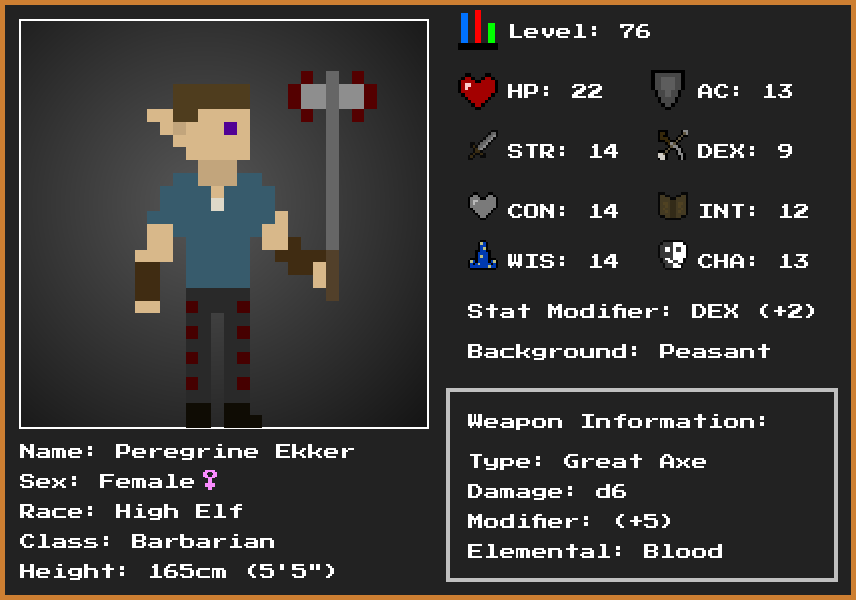 Level: 76
HP: 22 AC: 13
STR: 14 DEX: 9
CON: 14 INT: 12
WIS: 14 CHA: 13
Stat Modifier: DEX (+2)
Background: Peasant
Weapon Information:
Type: Great Axe
Damage: d6
Modifier: (+5)
Elemental: Blood
Name: Peregrine Ekker
Sex: Female♀
Race: High Elf
Class: Barbarian
Height: 165cm (5'5")